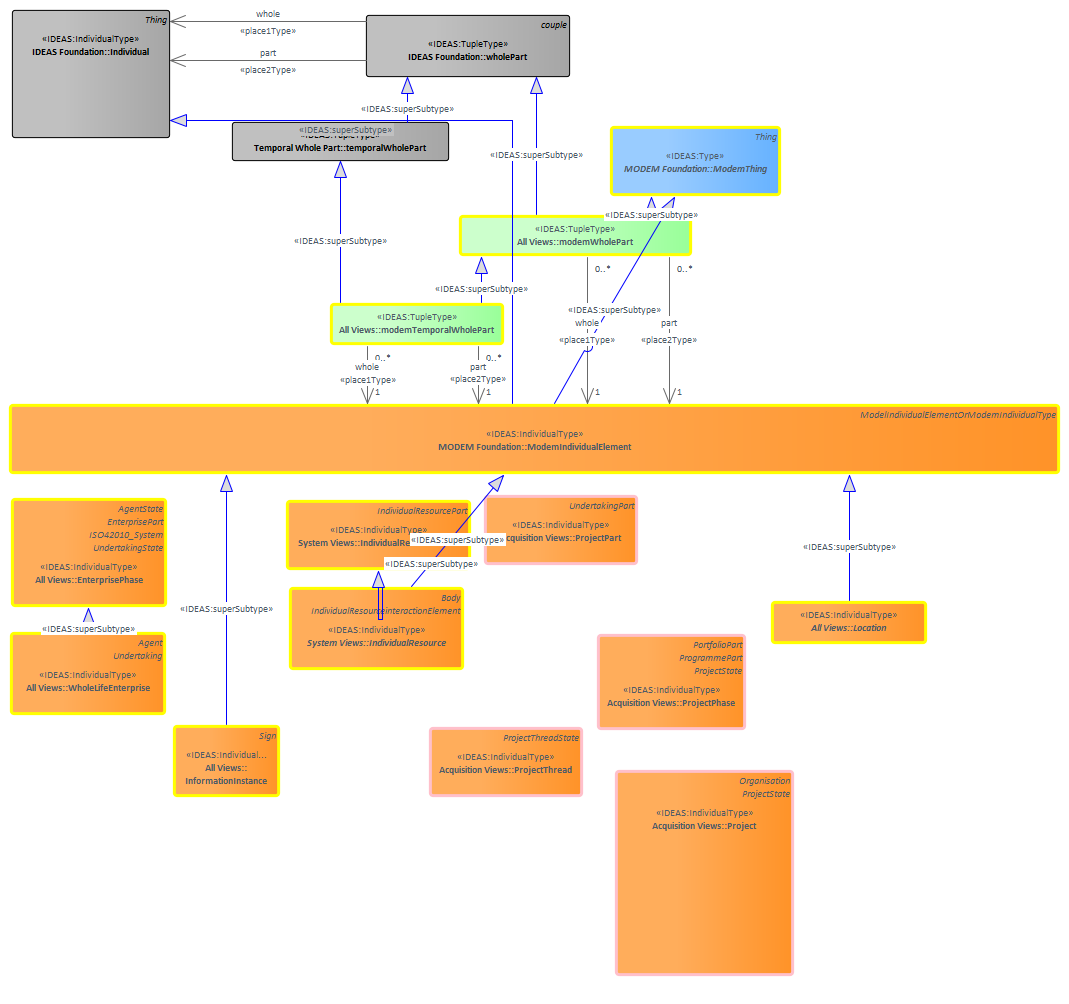 Thing
«IDEAS:IndividualType»
IDEAS Foundation::Individual
whole
«place1Type»
part
«place2Type»
couple
«IDEAS:TupleType»
IDEAS Foundation::wholePart
«IDEAS:superSubtype»
«IDEAS:superSubtype»
Temporal Whole Part::temporalWholePart
«IDEAS:superSubtype»
Thing
«IDEAS:Type»
MODEM Foundation::ModemThing
«IDEAS:superSubtype»
«IDEAS:TupleType»
All Views::modemWholePart
«IDEAS:superSubtype»
0..*
0..*
«IDEAS:superSubtype»
«IDEAS:superSubtype»
whole
«place1Type»
1
part
«place2Type»
1
«IDEAS:TupleType»
All Views::modemTemporalWholePart
0..*
0..*
whole
«place1Type»
1
part
«place2Type»
1
ModelIndividualElementOrModemIndividualType
«IDEAS:IndividualType»
MODEM Foundation::ModemIndividualElement
AgentState
EnterprisePart
ISO42010_System
UndertakingState
«IDEAS:IndividualType»
All Views::EnterprisePhase
«IDEAS:superSubtype»
Agent
Undertaking
«IDEAS:IndividualType»
All Views::WholeLifeEnterprise
«IDEAS:superSubtype»
Sign
«IDEAS:Individual...
All Views::
InformationInstance
IndividualResourcePart
«IDEAS:IndividualType»
System Views::IndividualRe
«IDEAS:superSubtype»
«IDEAS:superSubtype»
UndertakingPart
«IDEAS:IndividualType»
cquisition Views::ProjectPart
Body
IndividualResourceinteractionElement
«IDEAS:IndividualType»
System Views::IndividualResource
«IDEAS:superSubtype»
«IDEAS:IndividualType»
All Views::Location
PortfolioPart
ProgrammePart
ProjectState
«IDEAS:IndividualType»
Acquisition Views::ProjectPhase
ProjectThreadState
«IDEAS:IndividualType»
Acquisition Views::ProjectThread
Organisation
ProjectState
«IDEAS:IndividualType»
Acquisition Views::Project